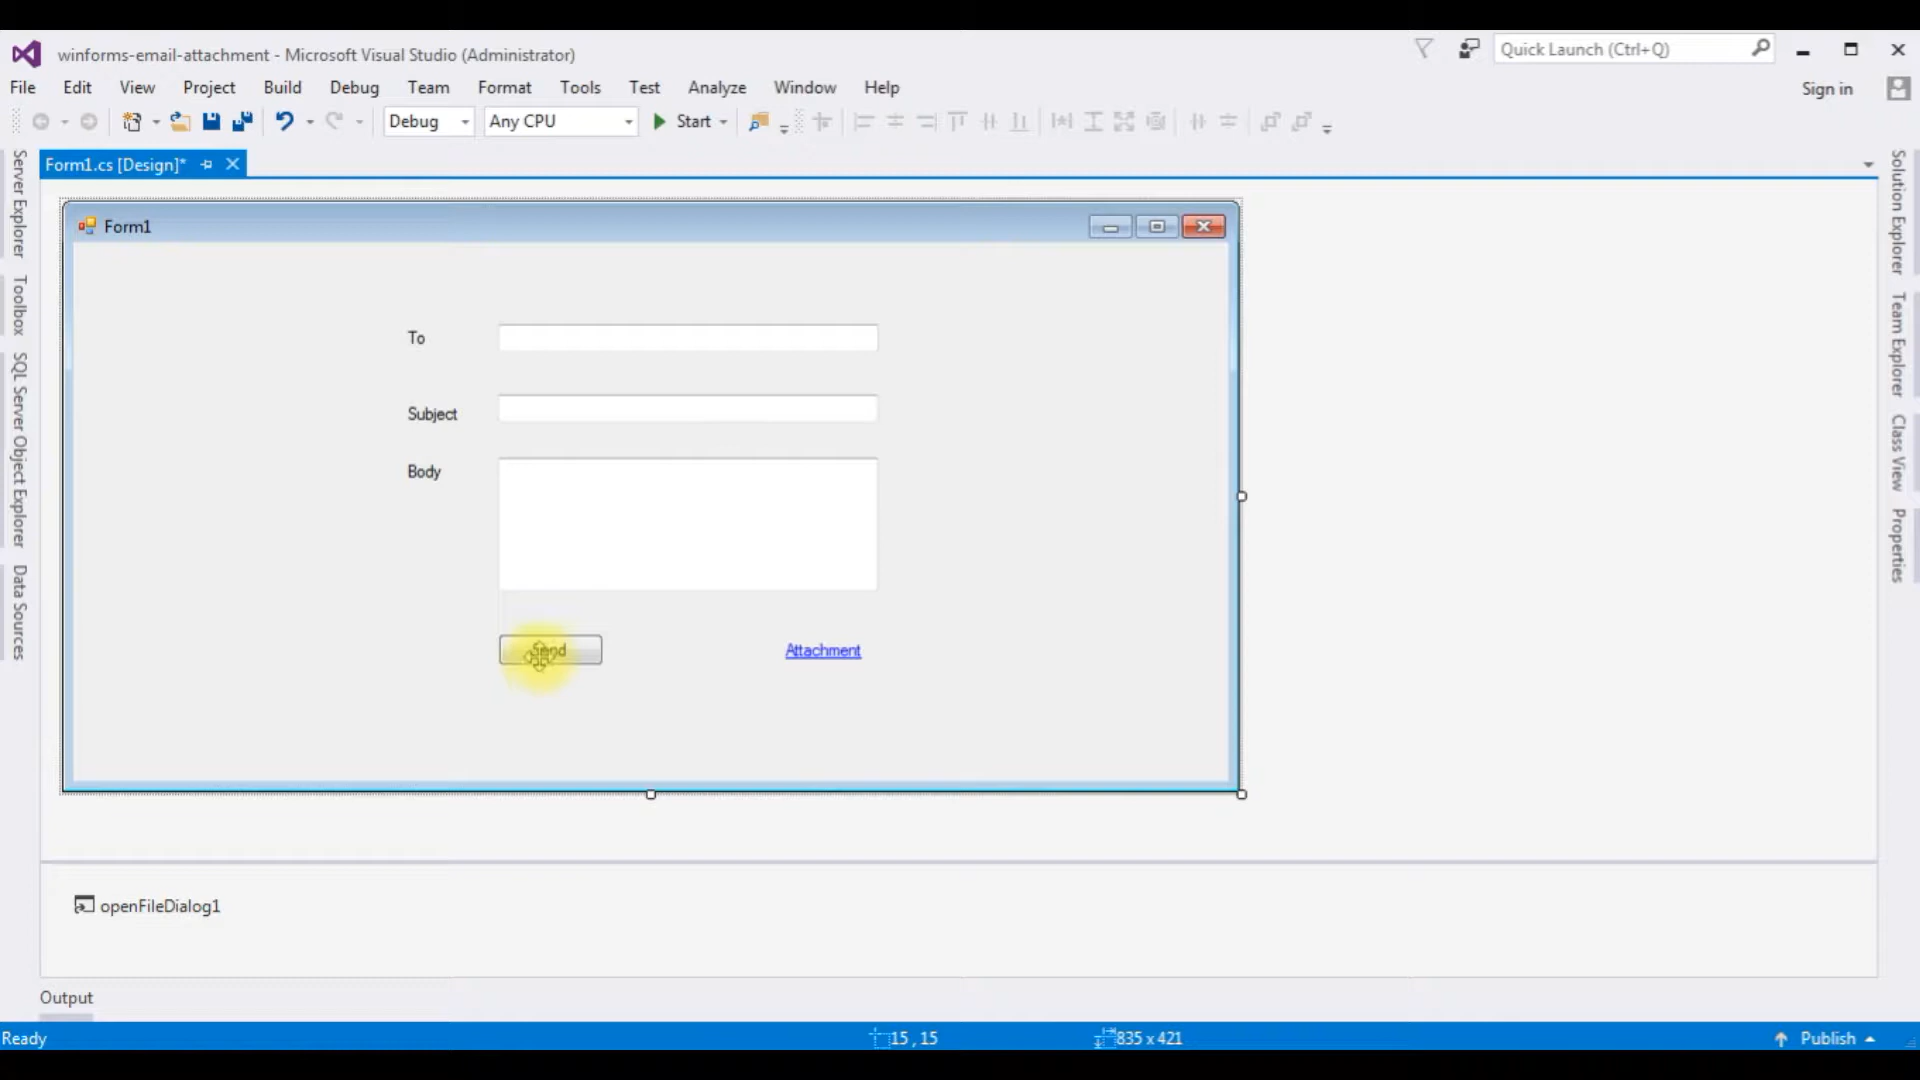 winforms-email-attachment - Microsoft Visual Studio (Administrator)
Quick Launch (Ctrl+Q)
File Edit View Project Build Debug Team Format Tools Test Analyze Window Help
Sign in
Debug Any CPU Start
Form1.cs [Design]*
Server Explorer
Toolbox
SQL Server Object Explorer
Data Sources
Form1
To
Subject
Body
Send
Attachment
Solution Explorer
Team Explorer
Class View
Properties
openFileDialog1
Output
Ready 15 , 15 835 x 421 Publish